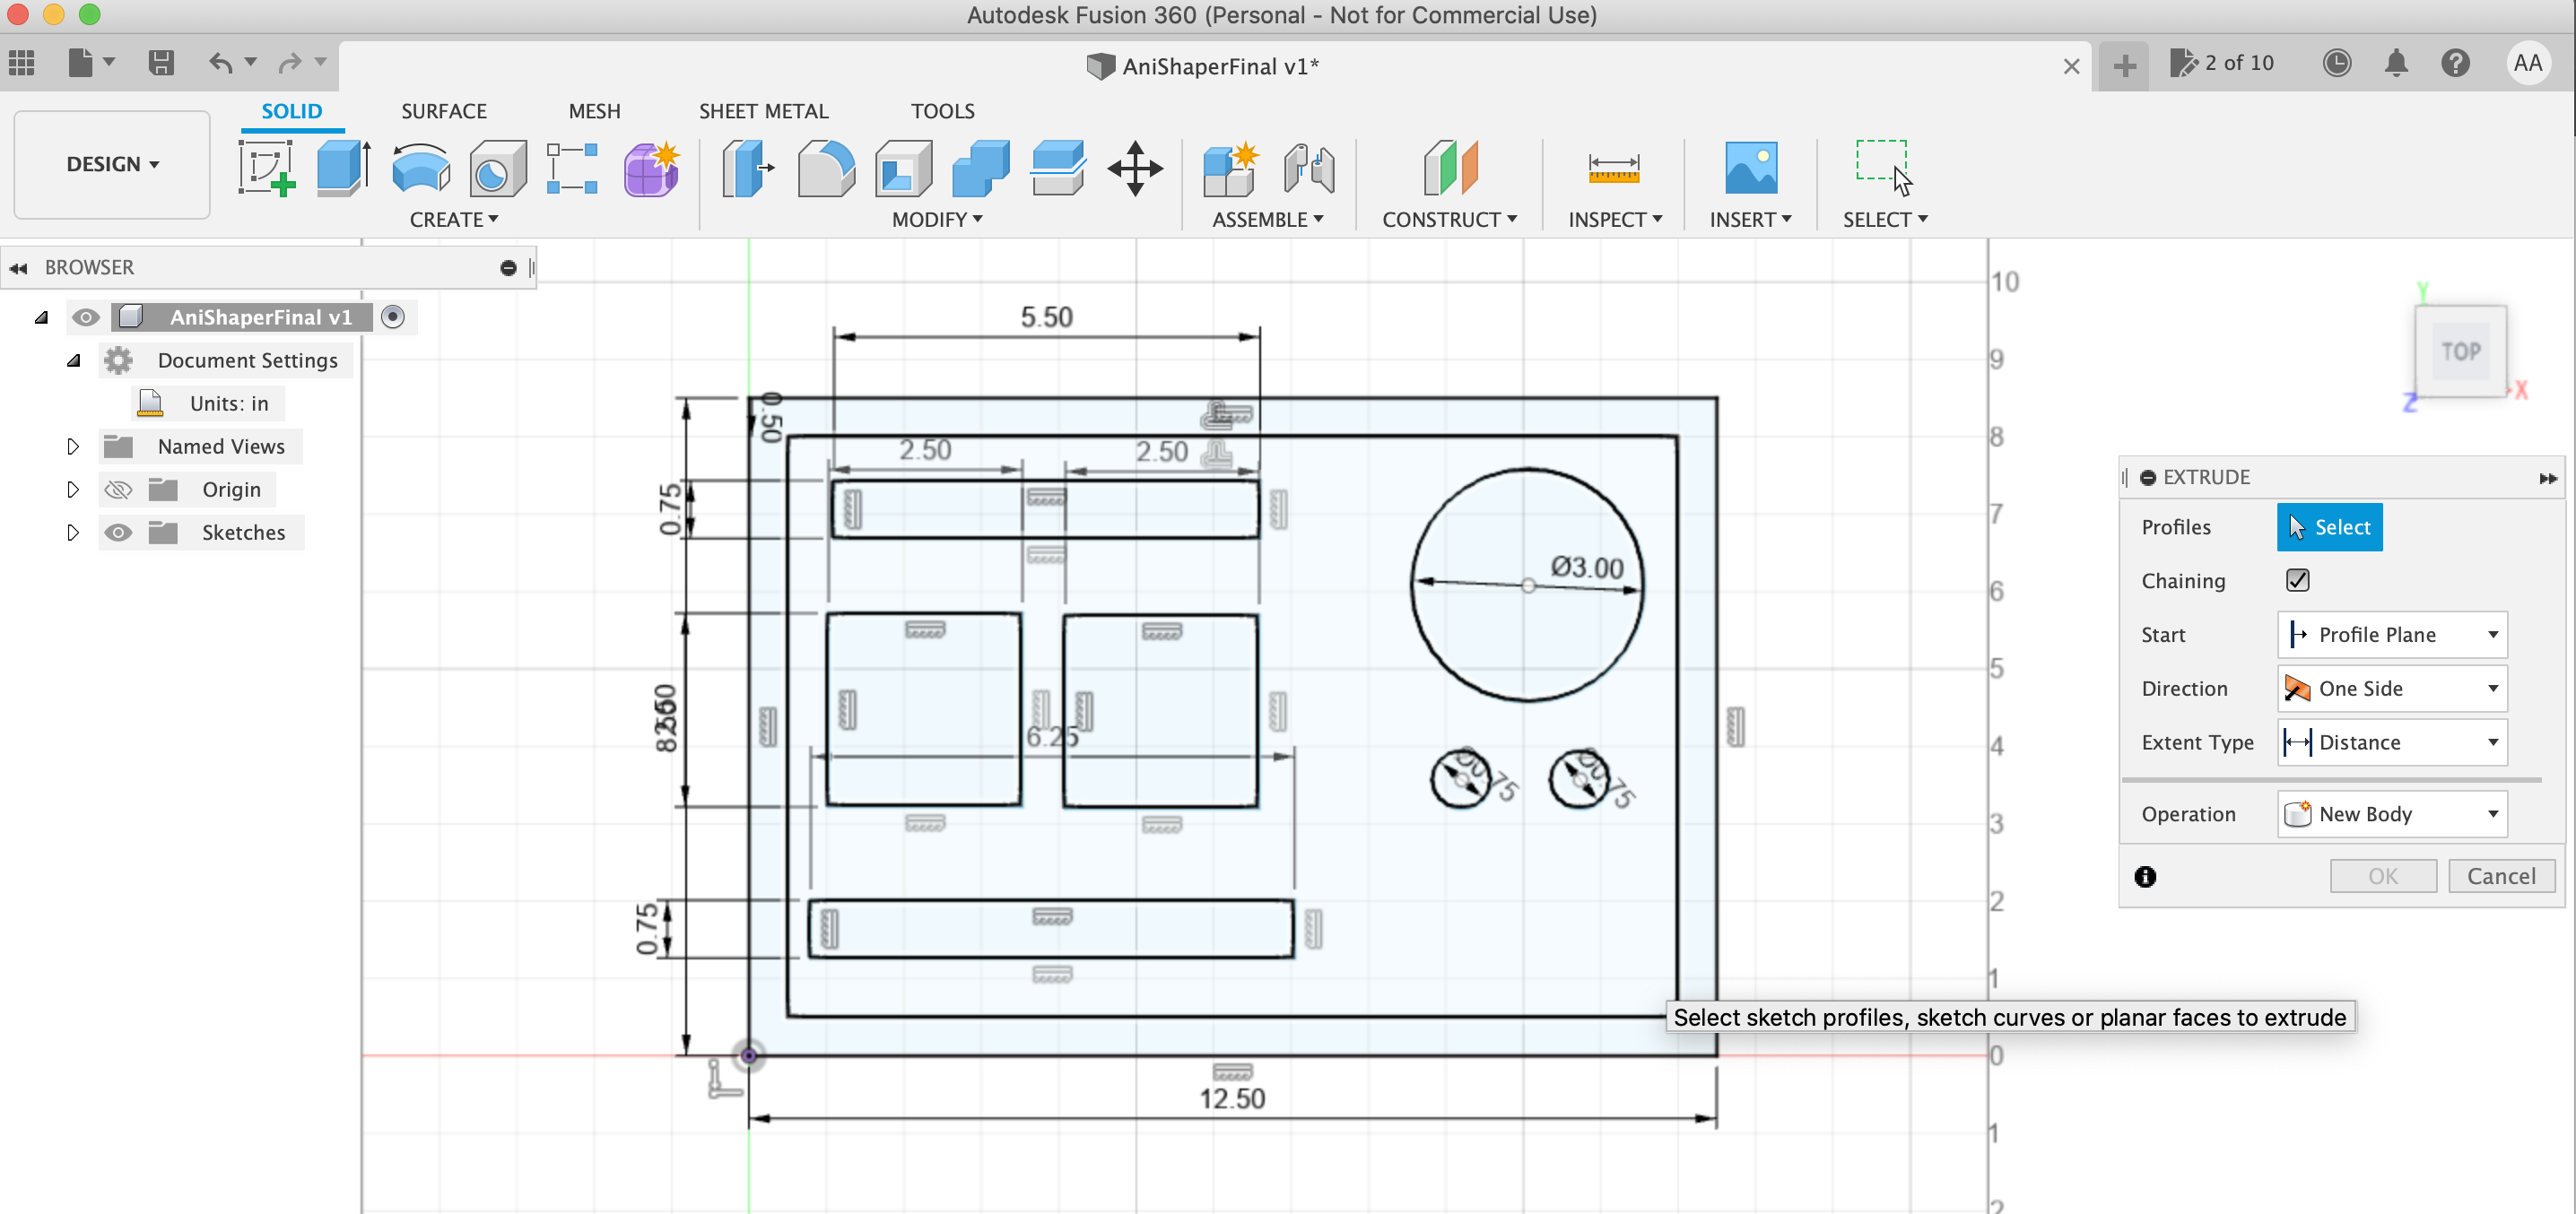 Autodesk Fusion 360 (Personal - Not for Commercial Use)
AniShaperFinal v1*
2 of 10
AA
DESIGN
SOLID
SURFACE
MESH
SHEET METAL
TOOLS
CREATE
MODIFY
ASSEMBLE
CONSTRUCT
INSPECT
INSERT
SELECT
BROWSER
AniShaperFinal v1
Document Settings
Units: in
Named Views
Origin
Sketches
5.50
0.50
2.50
2.50
0.75
Ø3.00
6.25
Ø0.75
Ø0.75
0.75
12.50
10
9
8
7
6
5
4
3
2
1
0
1
2
Y
TOP
X
Z
EXTRUDE
Profiles
Select
Chaining
Start
Profile Plane
Direction
One Side
Extent Type
Distance
Operation
New Body
OK
Cancel
Select sketch profiles, sketch curves or planar faces to extrude